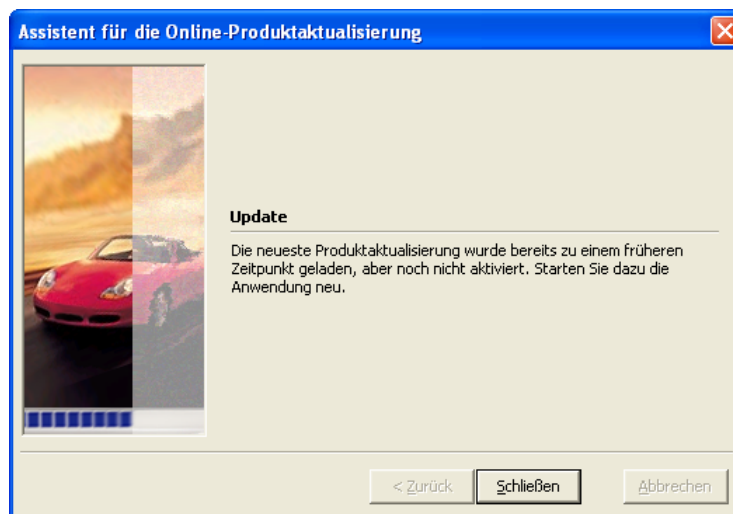 Assistent für die Online-Produktaktualisierung
Update
Die neueste Produktaktualisierung wurde bereits zu einem früheren
Zeitpunkt geladen, aber noch nicht aktiviert. Starten Sie dazu die
Anwendung neu.
< Zurück Schließen Abbrechen